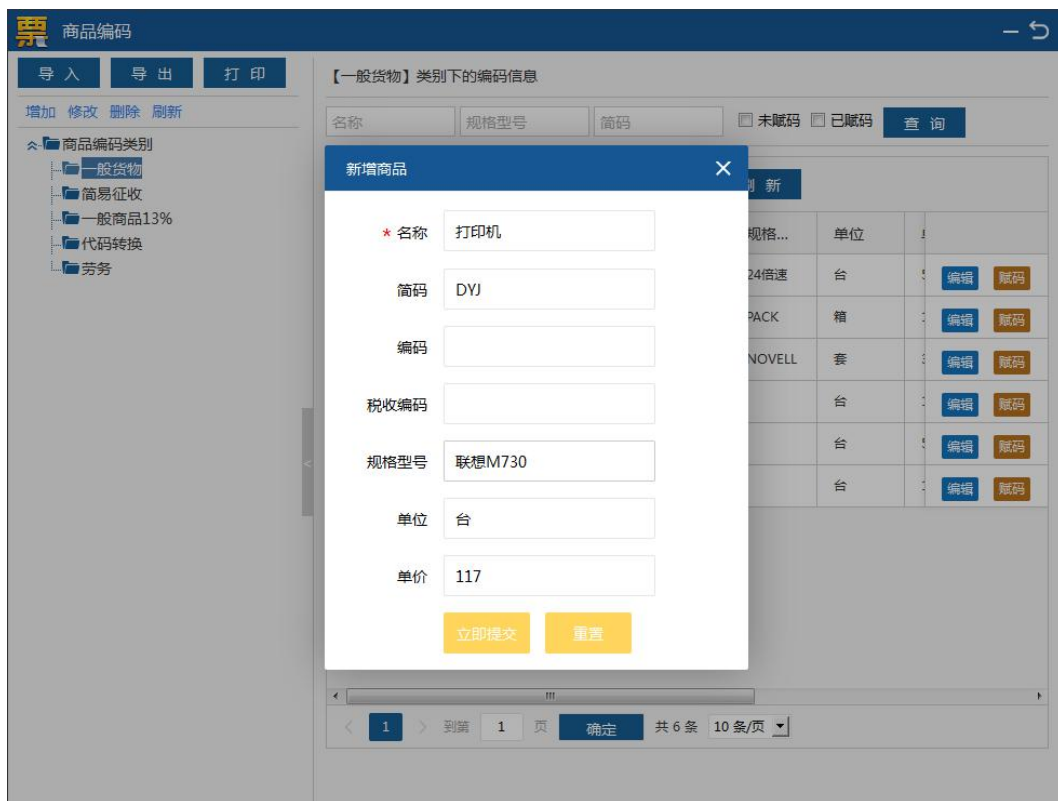 票 商品编码
导 入 导 出 打 印
增加 修改 删除 刷新
商品编码类别
一般货物
简易征收
一般商品13%
代码转换
劳务
【一般货物】类别下的编码信息
名称 规格型号 简码 未赋码 已赋码 查 询
新增商品
新
规格... 单位
24倍速 台 编辑 赋码
PACK 箱 编辑 赋码
NOVELL 套 编辑 赋码
台 编辑 赋码
台 编辑 赋码
台 编辑 赋码
* 名称 打印机
简码 DYJ
编码
税收编码
规格型号 联想M730
单位 台
单价 117
立即提交 重置
< 1 > 到第 1 页 确定 共 6 条 10 条/页